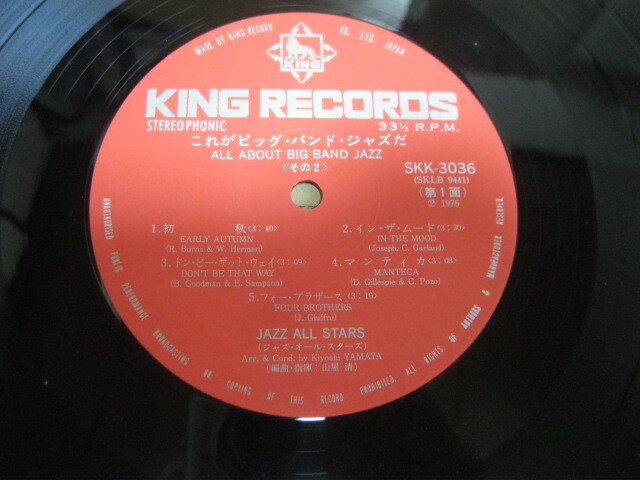 MADE BY KING RECORD CO., LTD. JAPAN
KING
KING RECORDS
STEREOPHONIC 33⅓ R.P.M.
これがビッグ・バンド・ジャズだ
ALL ABOUT BIG BAND JAZZ
〈その2〉
SKK-3036
(SKLB 9441)
(第1面)
Ⓟ 1976
1.初 秋(3:40)
EARLY AUTUMN
(R. Burns & W. Herman)
2.イン・ザ・ムード(3:30)
IN THE MOOD
(Joseph. C. Garland)
3.ドン・ビー・ザット・ウェイ(3:09)
DON'T BE THAT WAY
(B. Goodman & E. Sampson)
4.マンティカ(3:08)
MANTECA
(D. Gillespie & C. Pozo)
5.フォー・ブラザース(3:19)
FOUR BROTHERS
(J. Giuffre)
JAZZ ALL STARS
(ジャズ・オール・スターズ)
Arr. & Cond. by Kiyoshi YAMAYA
(編曲・指揮:山屋 清)
UNAUTHORISED PUBLIC PERFORMANCE BROADCASTING OR COPYING OF THIS RECORD PROHIBITED. ALL RIGHTS OF AUTHORS & MANUFACTURER RESERVED.